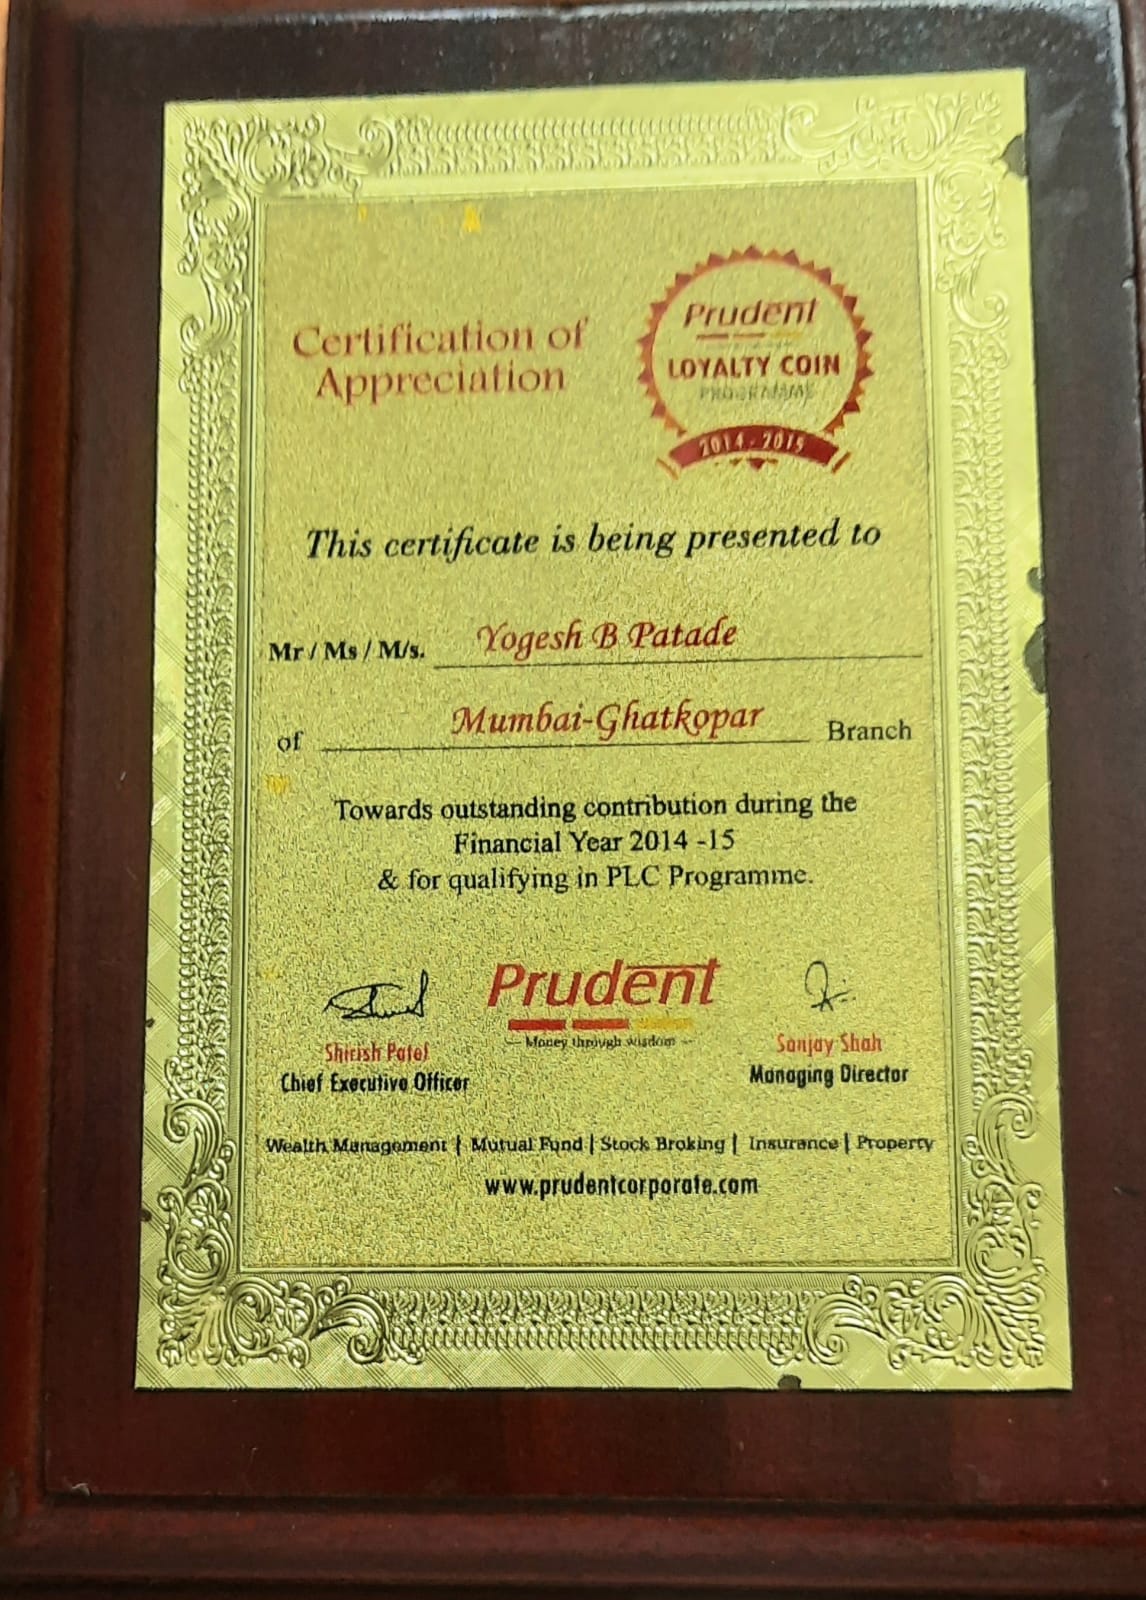 Certification of
Appreciation
Prudent
LOYALTY COIN
PROGRAMME
2014 - 2015
This certificate is being presented to
Mr / Ms / M/s. Yogesh B Patade
of Mumbai-Ghatkopar Branch
Towards outstanding contribution during the
Financial Year 2014 -15
& for qualifying in PLC Programme.
Prudent
— Money through wisdom —
Shirish Patel
Chief Executive Officer
Sanjay Shah
Managing Director
Wealth Management | Mutual Fund | Stock Broking | Insurance | Property
www.prudentcorporate.com